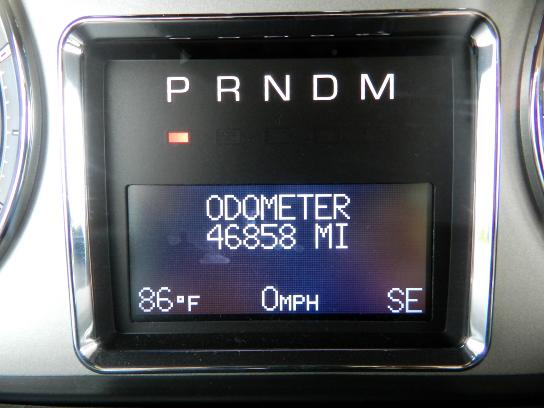 P R N D M
ODOMETER
46858 MI
86°F 0MPH SE